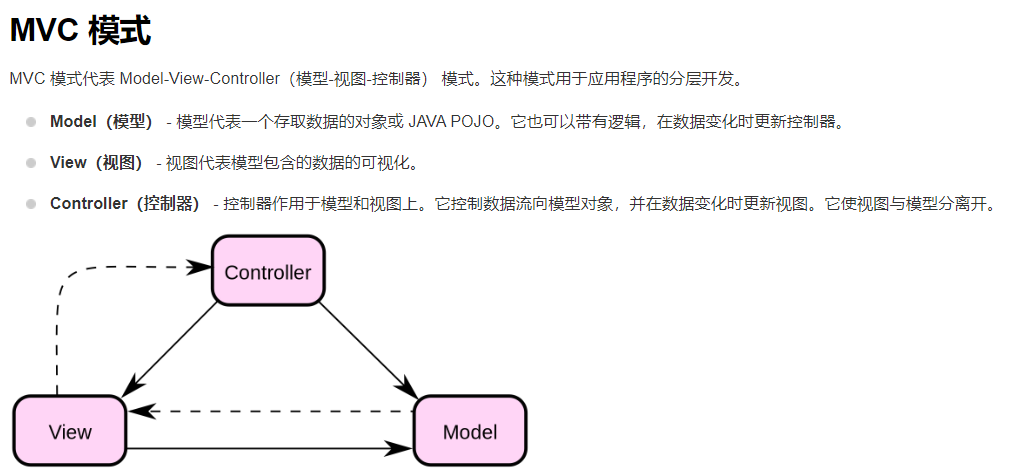 MVC 模式
MVC 模式代表 Model-View-Controller（模型-视图-控制器） 模式。这种模式用于应用程序的分层开发。
Model（模型） - 模型代表一个存取数据的对象或 JAVA POJO。它也可以带有逻辑，在数据变化时更新控制器。
View（视图） - 视图代表模型包含的数据的可视化。
Controller（控制器） - 控制器作用于模型和视图上。它控制数据流向模型对象，并在数据变化时更新视图。它使视图与模型分离开。
Controller
View
Model